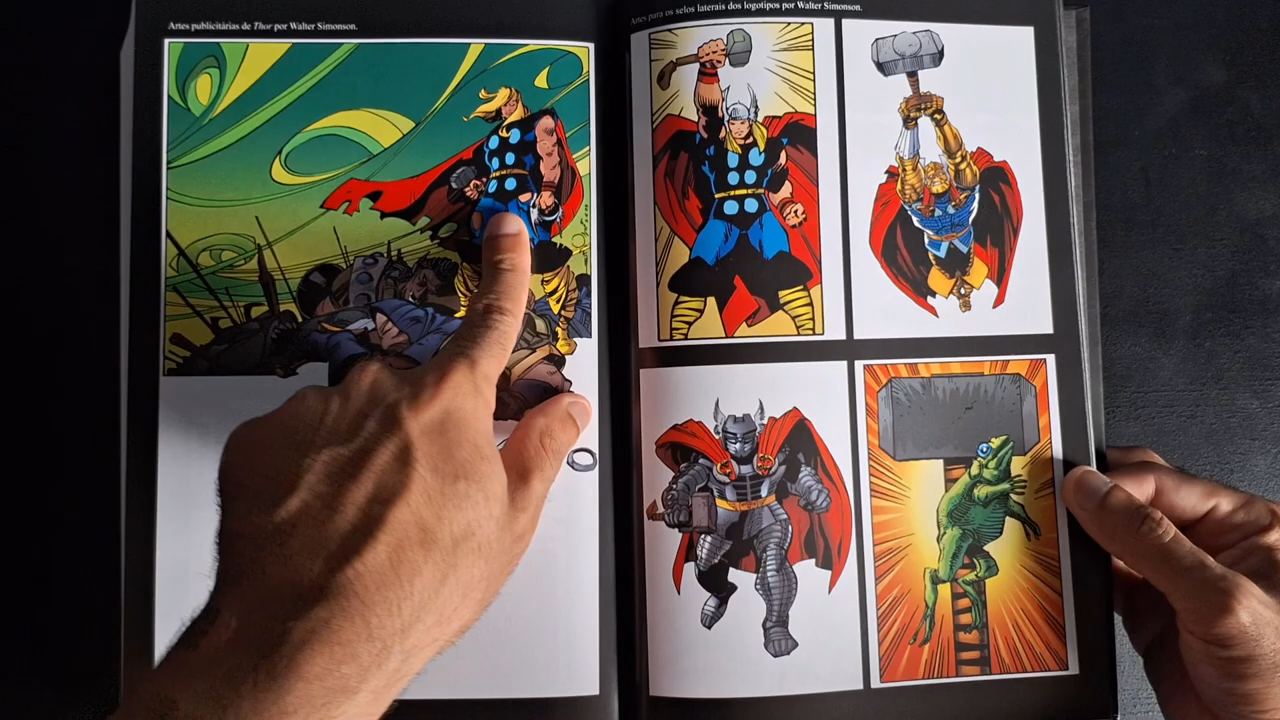 Artes publicitárias de Thor por Walter Simonson.
Artes para os selos laterais dos logotipos por Walter Simonson.